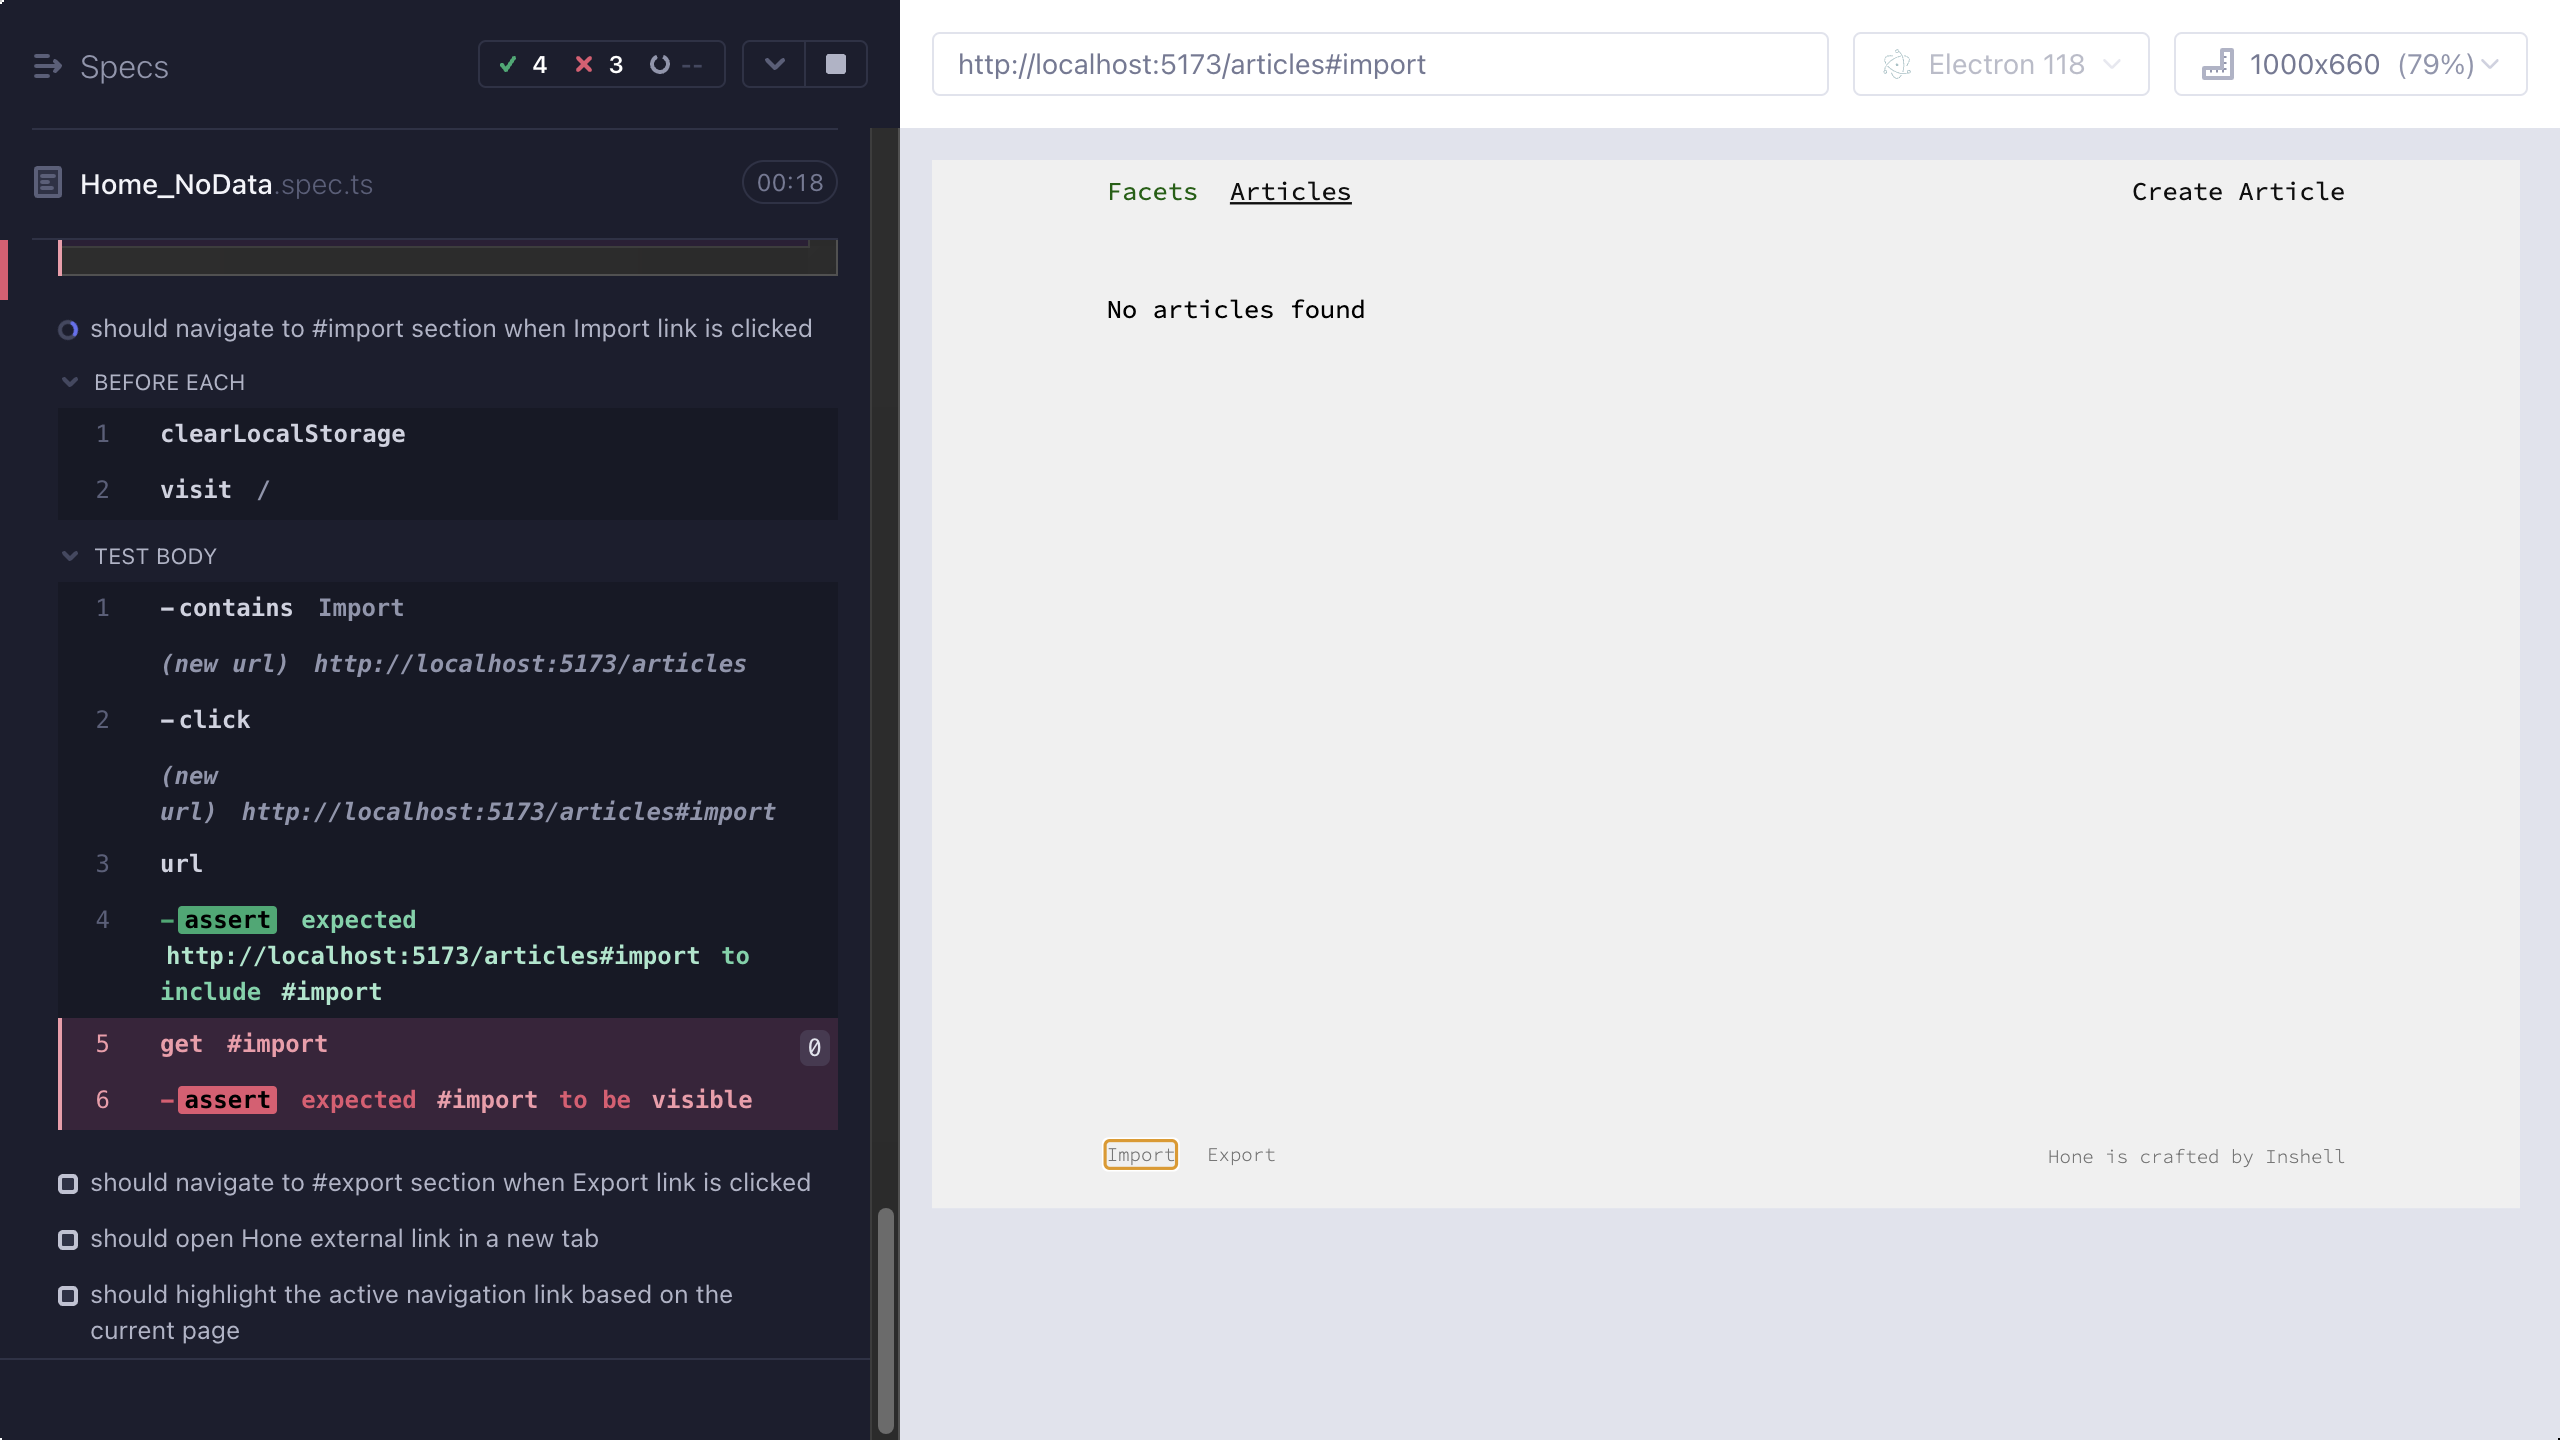 Specs
4 3 --
Home_NoData.spec.ts 00:18
should navigate to #import section when Import link is clicked
BEFORE EACH
1 clearLocalStorage
2 visit /
TEST BODY
1 -contains Import
(new url) http://localhost:5173/articles
2 -click
(new
url) http://localhost:5173/articles#import
3 url
4 -assert expected
http://localhost:5173/articles#import to
include #import
5 get #import 0
6 -assert expected #import to be visible
should navigate to #export section when Export link is clicked
should open Hone external link in a new tab
should highlight the active navigation link based on the
current page
http://localhost:5173/articles#import
Electron 118
1000x660 (79%)
Facets Articles Create Article
No articles found
Import Export Hone is crafted by Inshell